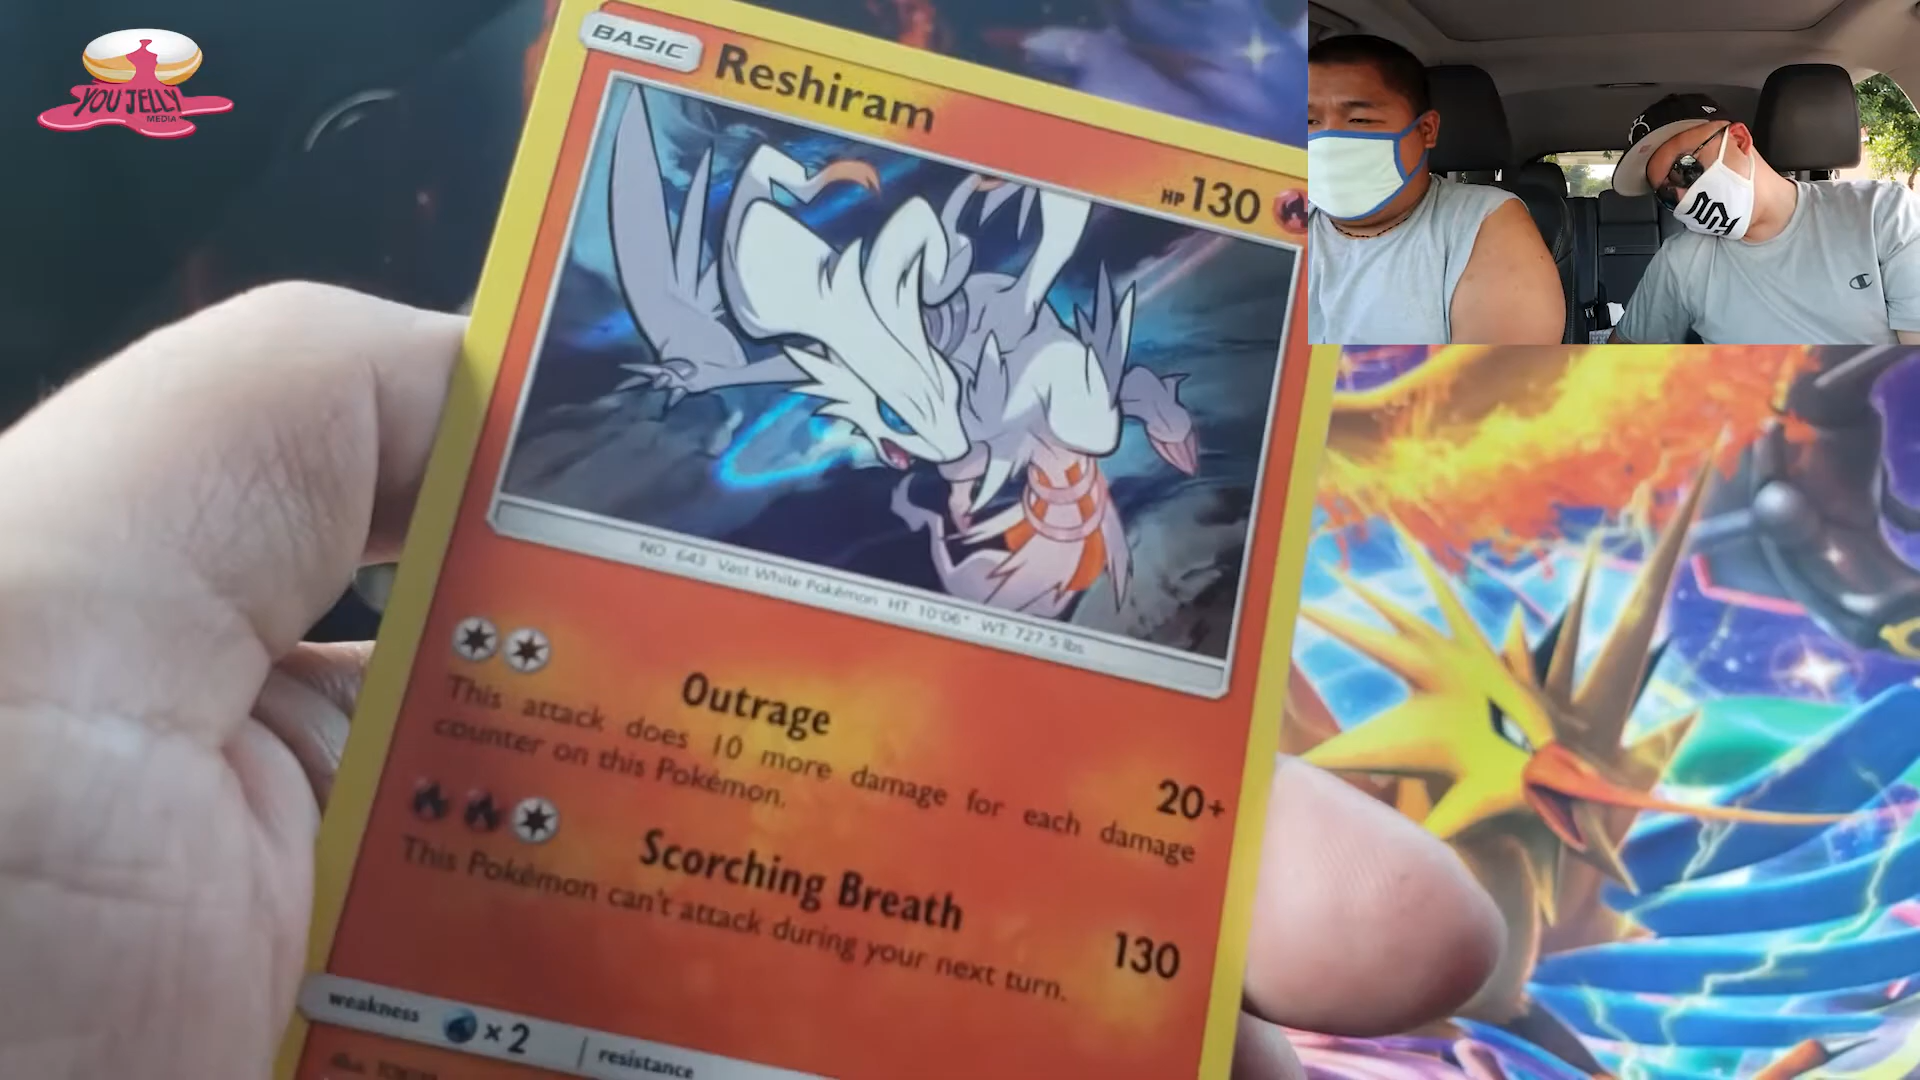 YOU JELLY
MEDIA
BASIC
Reshiram
HP 130
NO. 643 Vast White Pokémon HT: 10'06" WT: 727.5 lbs.
Outrage
20+
This attack does 10 more damage for each damage
counter on this Pokémon.
Scorching Breath
130
This Pokémon can't attack during your next turn.
weakness
×2
resistance